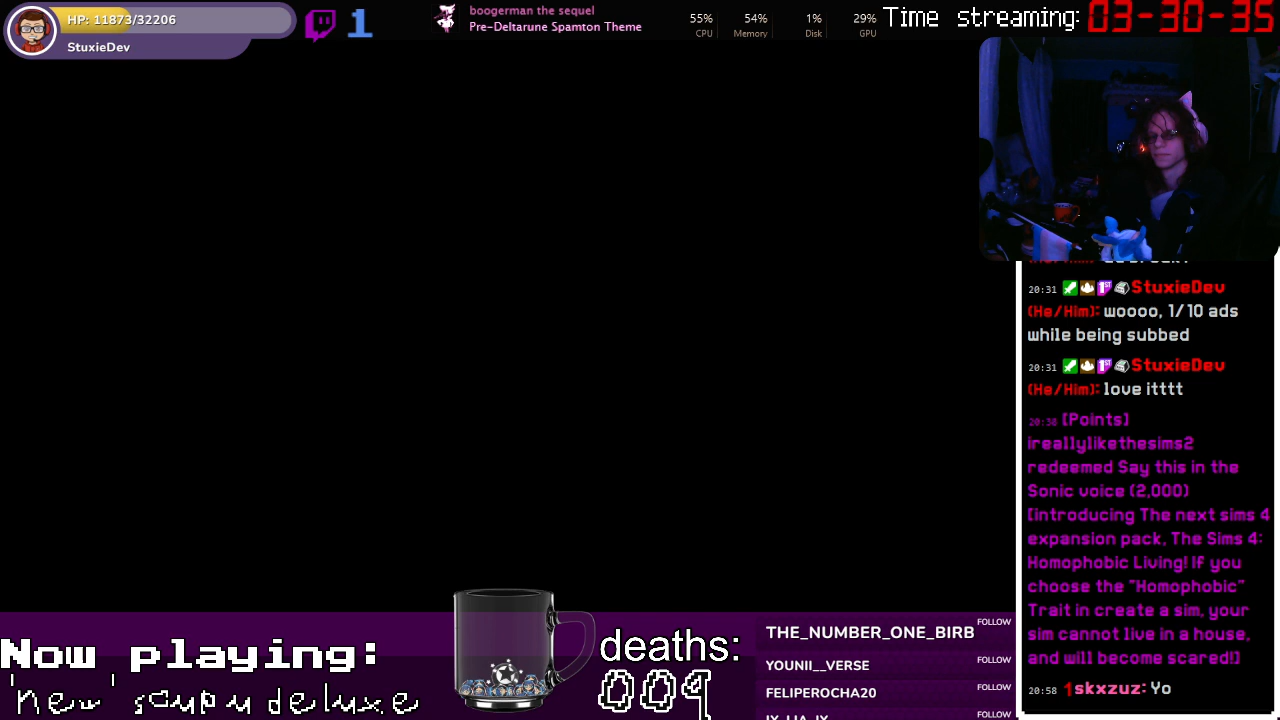 HP: 11873/32206
StuxieDev
1
boogerman the sequel
Pre-Deltarune Spamton Theme
55%
CPU
54%
Memory
1%
Disk
29%
GPU
Time streaming:
03-30-35
20:31 StuxieDev
(He/Him): woooo, 1/10 ads
while being subbed
20:31 StuxieDev
(He/Him): love itttt
20:38 [Points]
ireallylikethesims2
redeemed Say this in the
Sonic voice (2,000)
[introducing The next sims 4
expansion pack, The Sims 4:
Homophobic Living! If you
choose the "Homophobic"
Trait in create a sim, your
sim cannot live in a house,
and will become scared!]
20:58 skxzuz: Yo
Now playing:
'new' soup u deluxe
deaths:
009
THE_NUMBER_ONE_BIRB FOLLOW
YOUNII__VERSE FOLLOW
FELIPEROCHA20 FOLLOW
FOLLOW